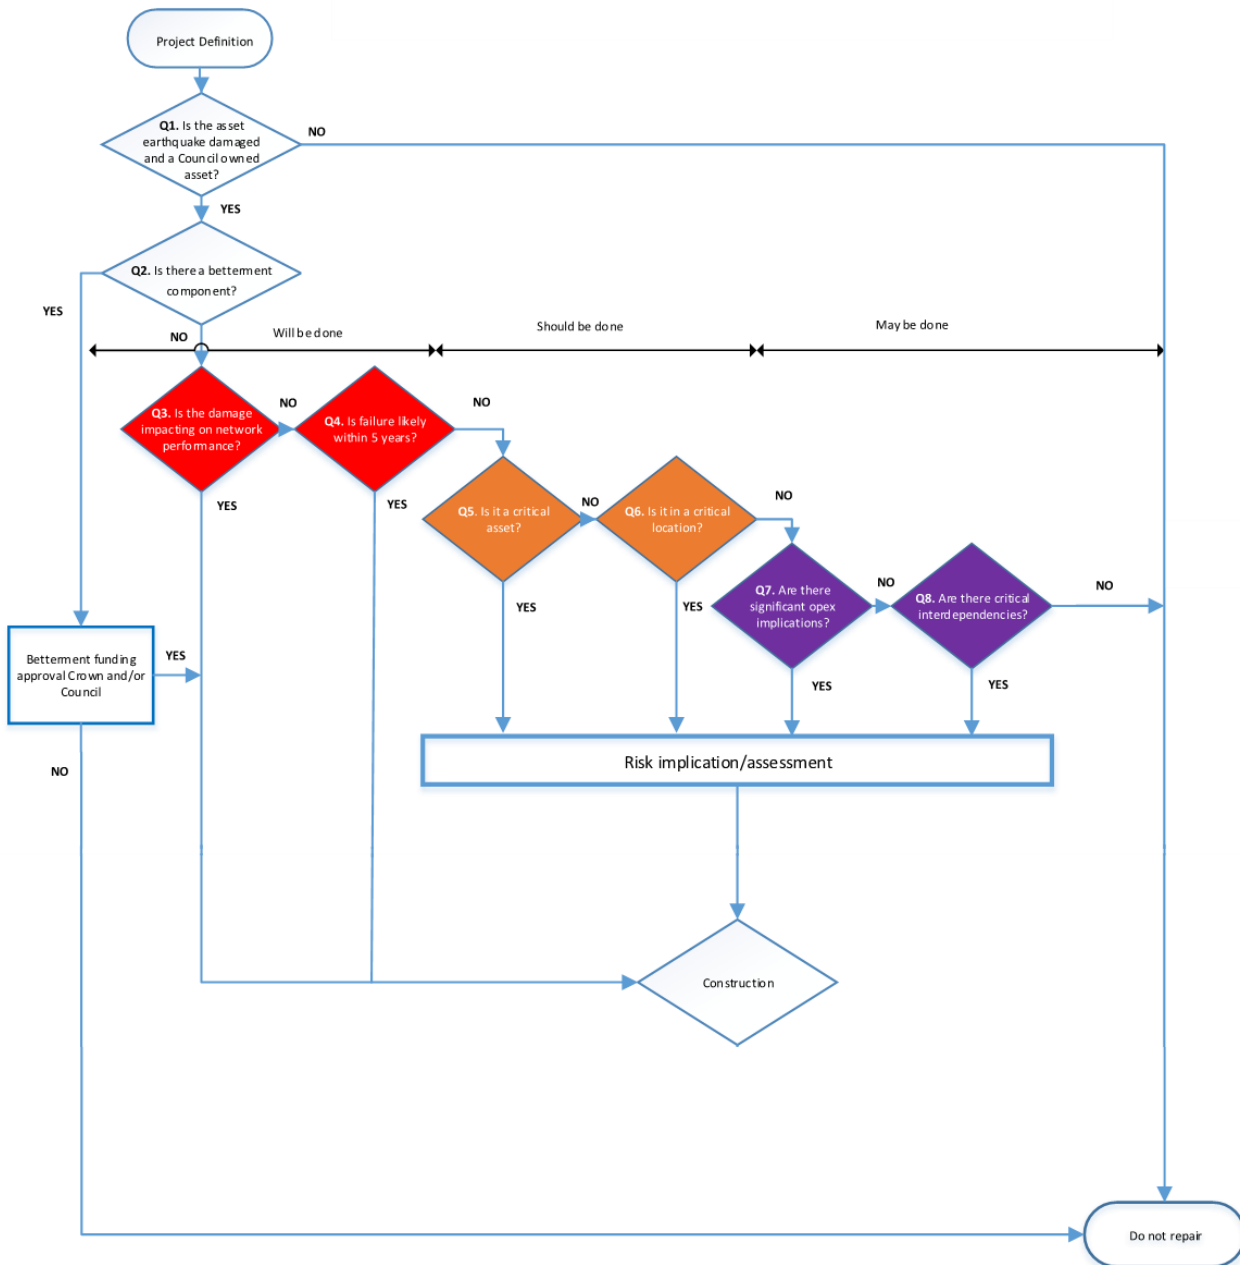 Project Definition
Q1. Is the asset
earthquake damaged
and a Council owned
asset?
NO
YES
Q2. Is there a betterment
component?
YES
NO
Will be done
Should be done
May be done
Q3. Is the damage
impacting on network
performance?
NO
Q4. Is failure likely
within 5 years?
NO
YES
YES
Q5. Is it a critical
asset?
NO
Q6. Is it in a critical
location?
NO
YES
YES
Q7. Are there
significant opex
implications?
NO
Q8. Are there critical
interdependencies?
NO
YES
YES
Betterment funding
approval Crown and/or
Council
YES
NO
Risk implication/assessment
Construction
Do not repair